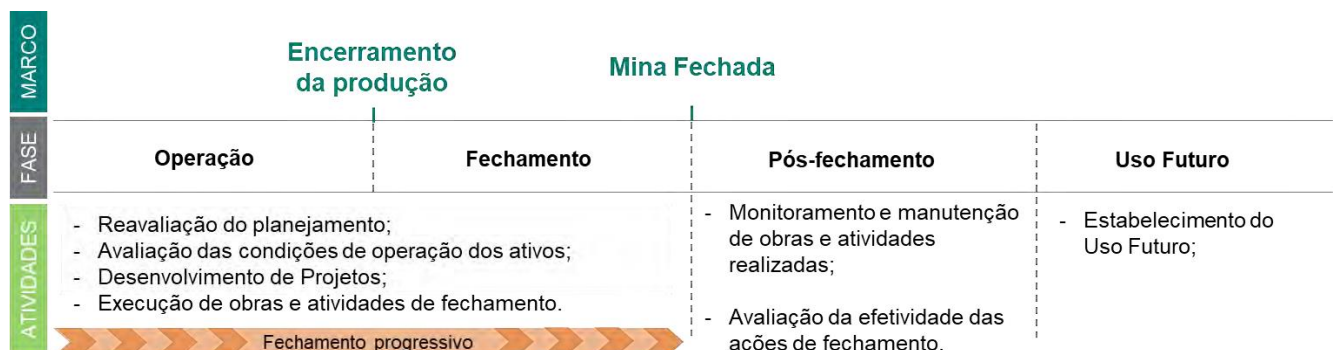 MARCO
Encerramento
da produção
Mina Fechada
FASE
Operação
Fechamento
Pós-fechamento
Uso Futuro
ATIVIDADES
- Reavaliação do planejamento;
- Avaliação das condições de operação dos ativos;
- Desenvolvimento de Projetos;
- Execução de obras e atividades de fechamento.
Fechamento progressivo
- Monitoramento e manutenção
de obras e atividades
realizadas;
- Avaliação da efetividade das
ações de fechamento.
- Estabelecimento do
Uso Futuro;